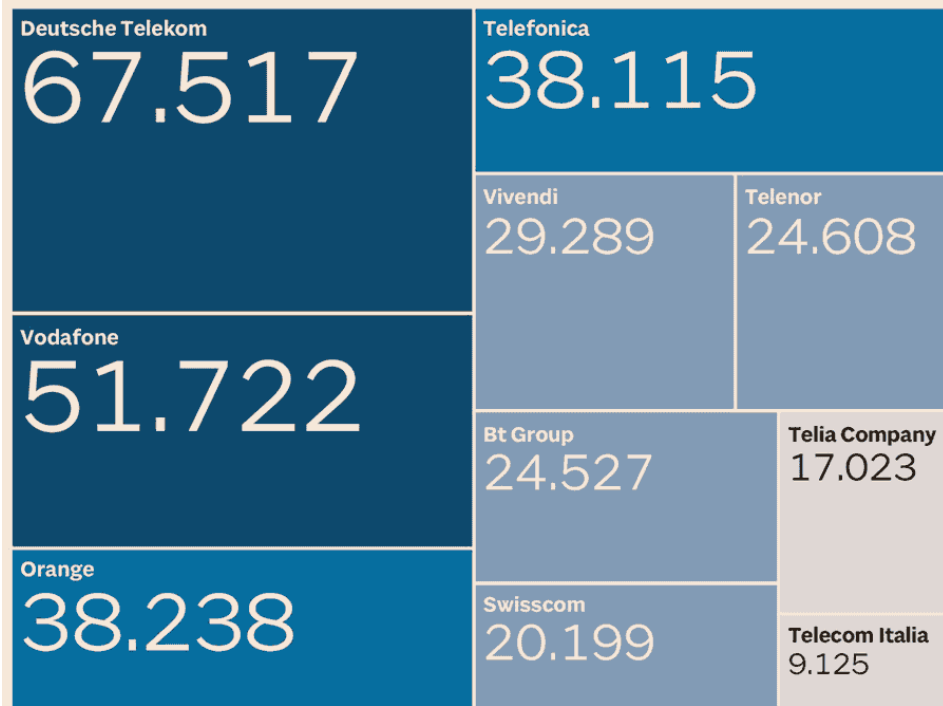 Deutsche Telekom
67.517
Vodafone
51.722
Orange
38.238
Telefonica
38.115
Vivendi
29.289
Telenor
24.608
Bt Group
24.527
Swisscom
20.199
Telia Company
17.023
Telecom Italia
9.125